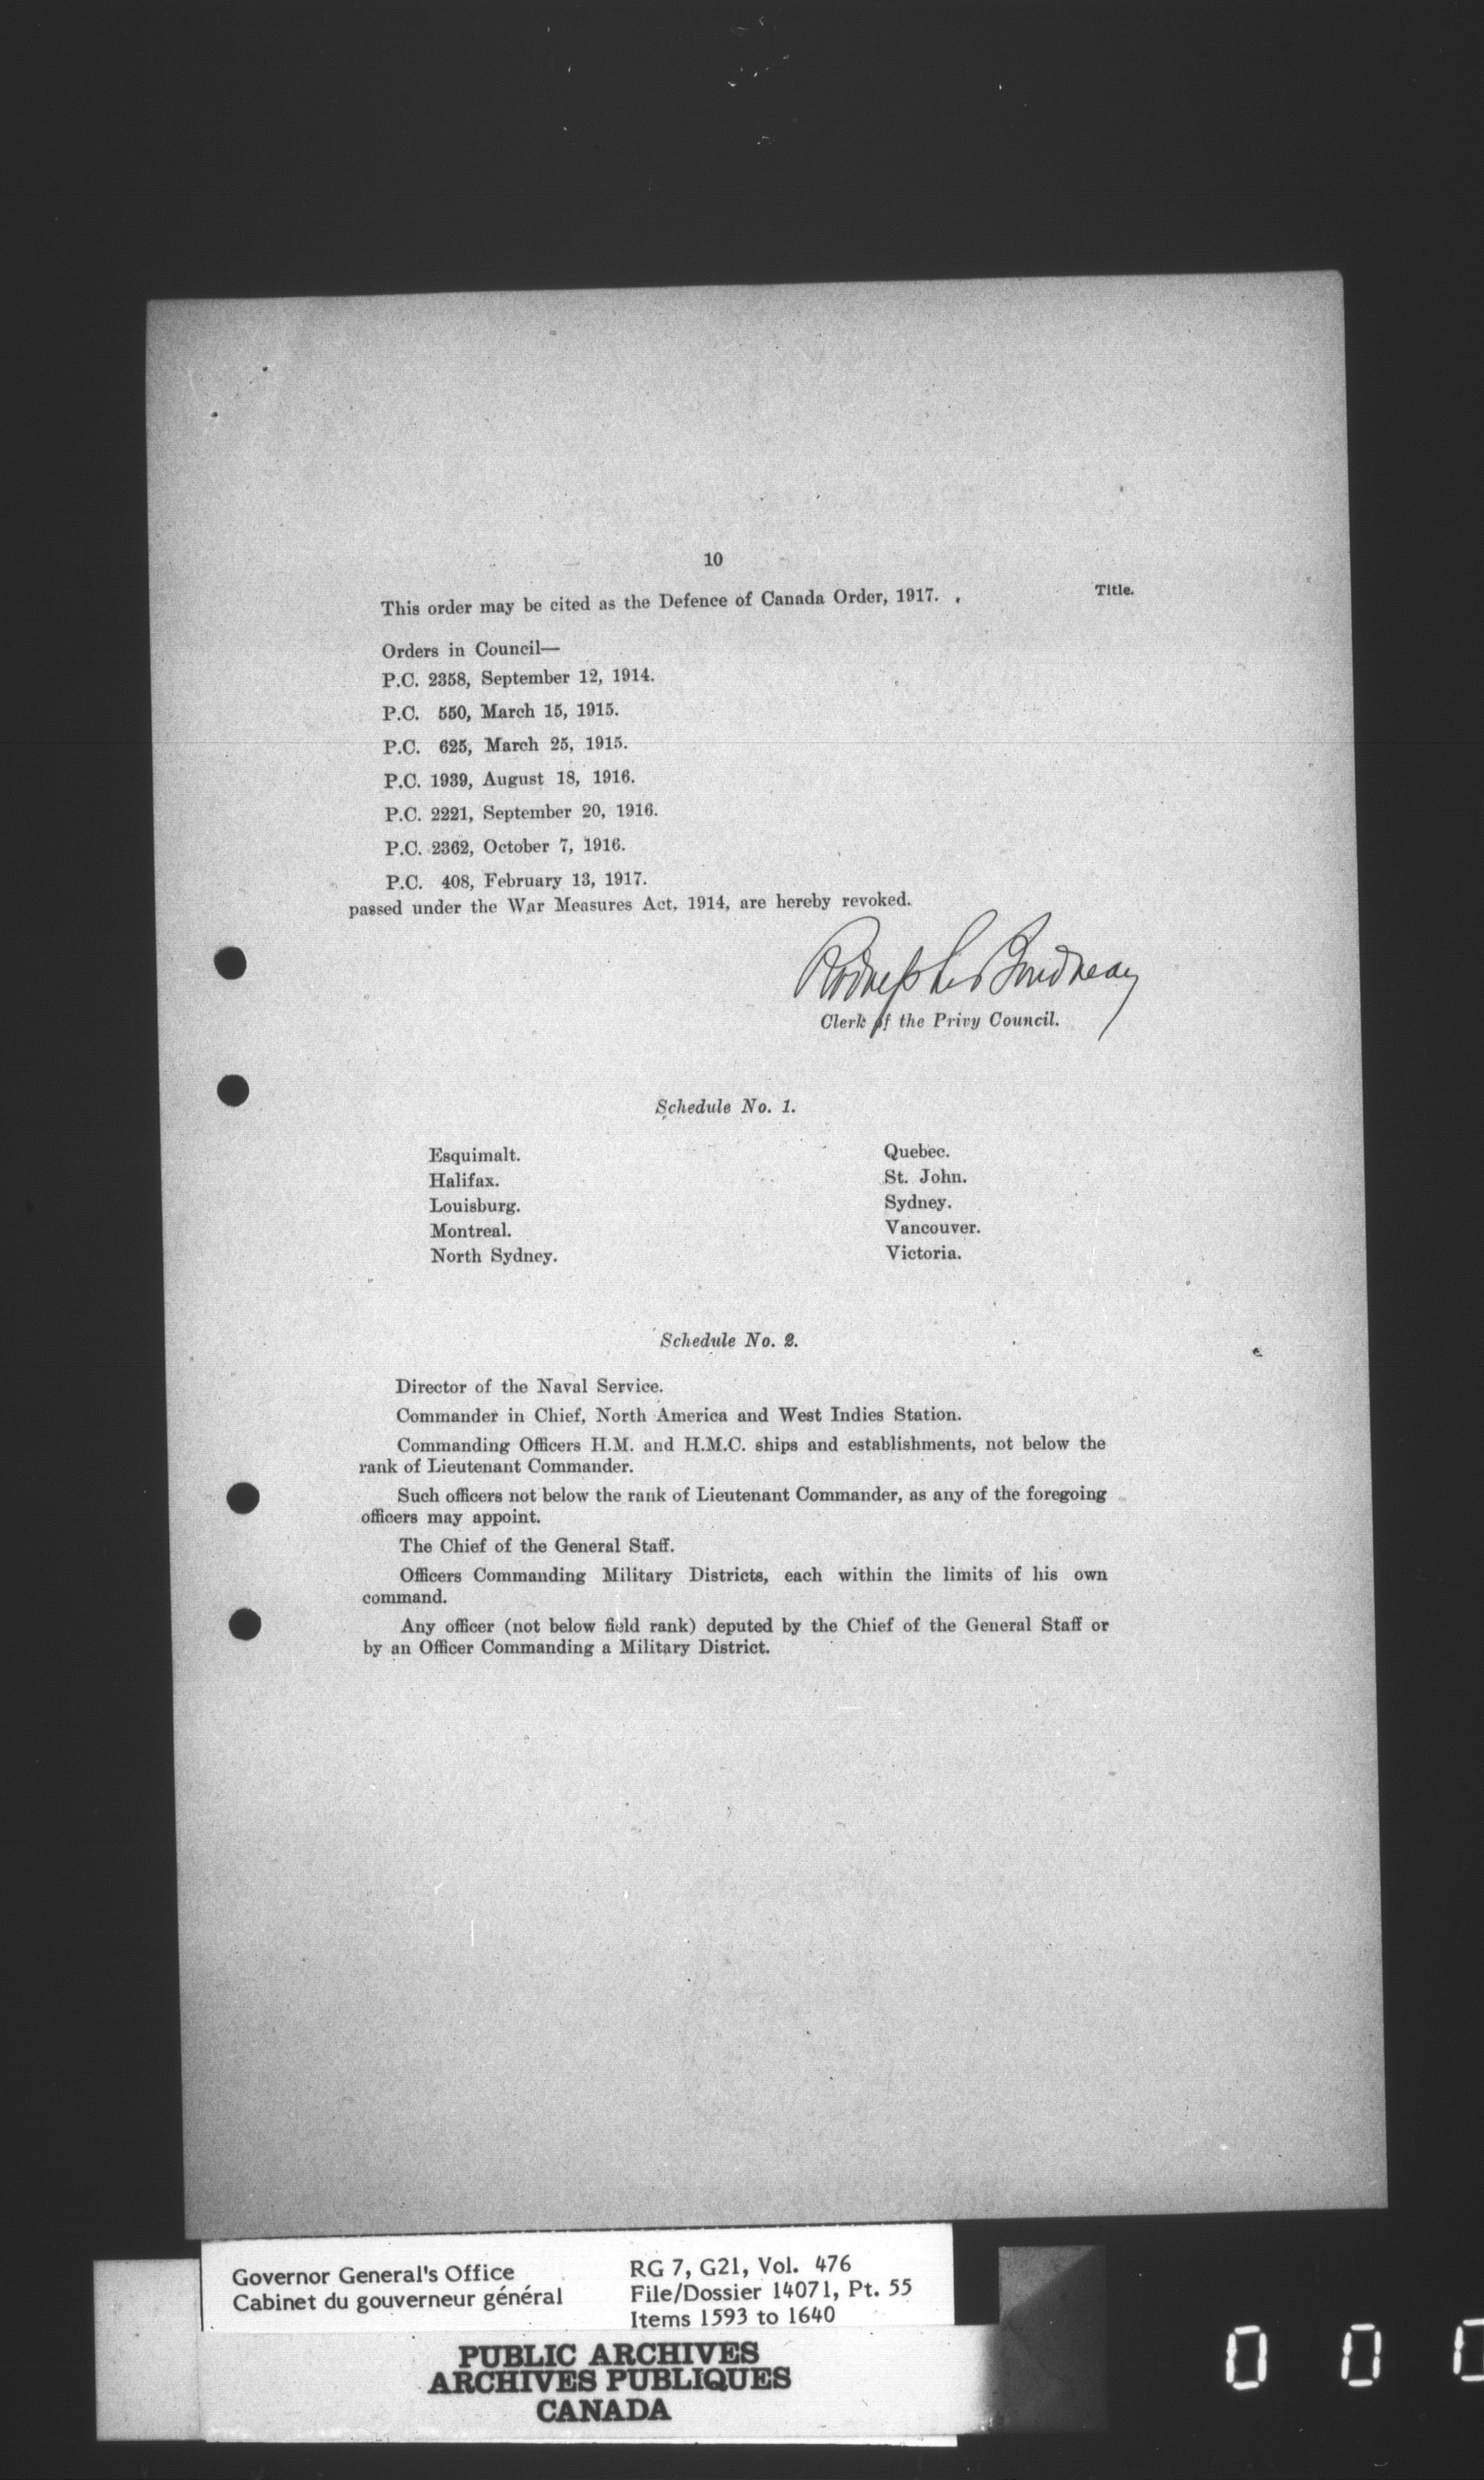 10
This order may be cited as the Defence of Canada Order, 1917.
Title.
Orders in Council—
P.C. 2358, September 12, 1914.
P.C. 550, March 15, 1915.
P.C. 625, March 25, 1915.
P.C. 1939, August 18, 1916.
P.C. 2221, September 20, 1916.
P.C. 2362, October 7, 1916.
P.C. 408, February 13, 1917.
passed under the War Measures Act, 1914, are hereby revoked.
Rodolphe Boudreau
Clerk of the Privy Council.
Schedule No. 1.
Esquimalt.
Halifax.
Louisburg.
Montreal.
North Sydney.
Quebec.
St. John.
Sydney.
Vancouver.
Victoria.
Schedule No. 2.
Director of the Naval Service.
Commander in Chief, North America and West Indies Station.
Commanding Officers H.M. and H.M.C. ships and establishments, not below the
rank of Lieutenant Commander.
Such officers not below the rank of Lieutenant Commander, as any of the foregoing
officers may appoint.
The Chief of the General Staff.
Officers Commanding Military Districts, each within the limits of his own
command.
Any officer (not below field rank) deputed by the Chief of the General Staff or
by an Officer Commanding a Military District.
Governor General's Office
Cabinet du gouverneur général
RG 7, G21, Vol. 476
File/Dossier 14071, Pt. 55
Items 1593 to 1640
PUBLIC ARCHIVES
ARCHIVES PUBLIQUES
CANADA
0 0